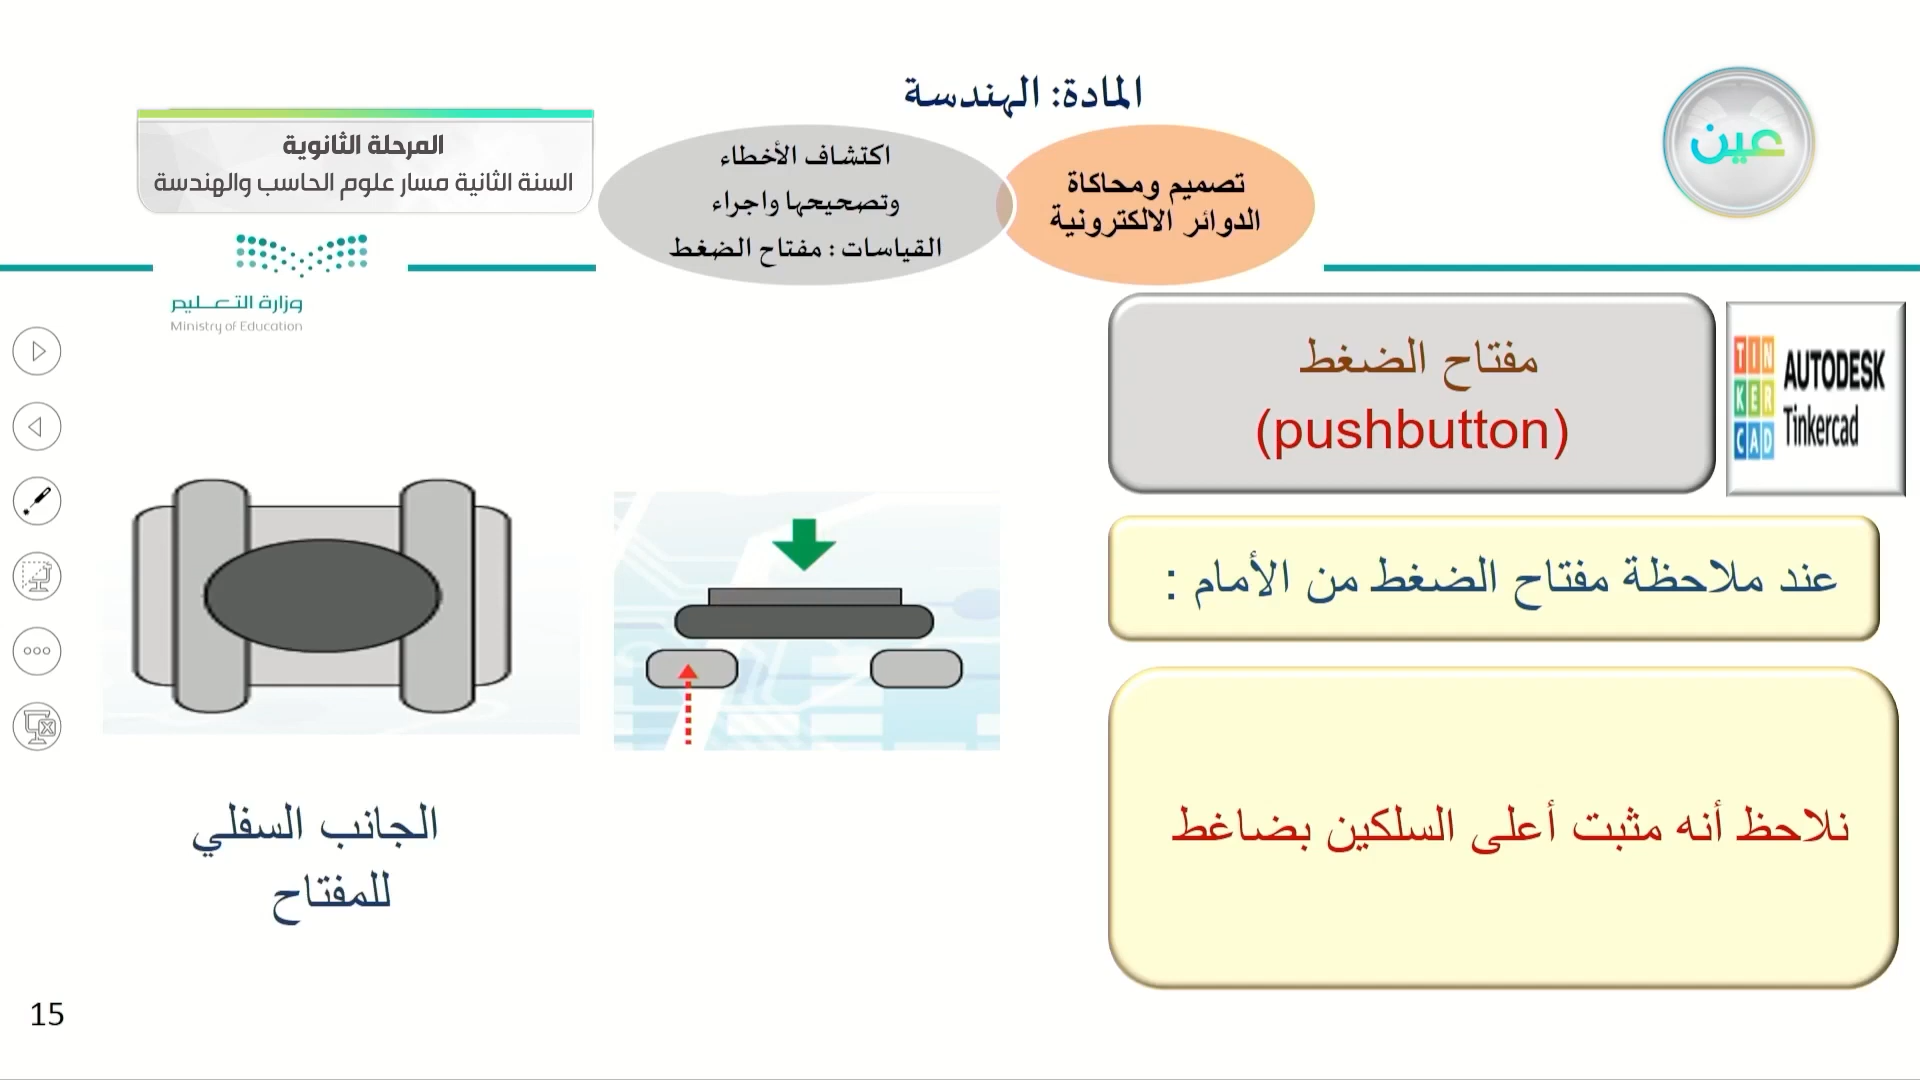 المادة: الهندسة
عين
تصميم ومحاكاة
الدوائر الالكترونية
اكتشاف الأخطاء
وتصحيحها واجراء
القياسات : مفتاح الضغط
المرحلة الثانوية
السنة الثانية مسار علوم الحاسب والهندسة
وزارة التعليم
Ministry of Education
TIN
KER
CAD
AUTODESK
Tinkercad
مفتاح الضغط
(pushbutton)
عند ملاحظة مفتاح الضغط من الأمام :
نلاحظ أنه مثبت أعلى السلكين بضاغط
الجانب السفلي
للمفتاح
15